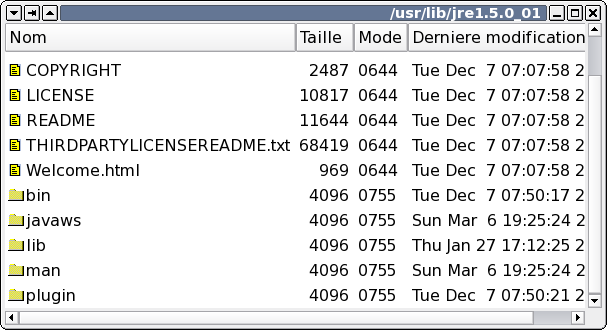 /usr/lib/jre1.5.0_01
Nom Taille Mode Derniere modification
COPYRIGHT 2487 0644 Tue Dec 7 07:07:58 2
LICENSE 10817 0644 Tue Dec 7 07:07:58 2
README 11644 0644 Tue Dec 7 07:07:58 2
THIRDPARTYLICENSEREADME.txt 68419 0644 Tue Dec 7 07:07:58 2
Welcome.html 969 0644 Tue Dec 7 07:07:58 2
bin 4096 0755 Tue Dec 7 07:50:17 2
javaws 4096 0755 Sun Mar 6 19:25:24 2
lib 4096 0755 Thu Jan 27 17:12:25 2
man 4096 0755 Sun Mar 6 19:25:24 2
plugin 4096 0755 Tue Dec 7 07:50:21 2